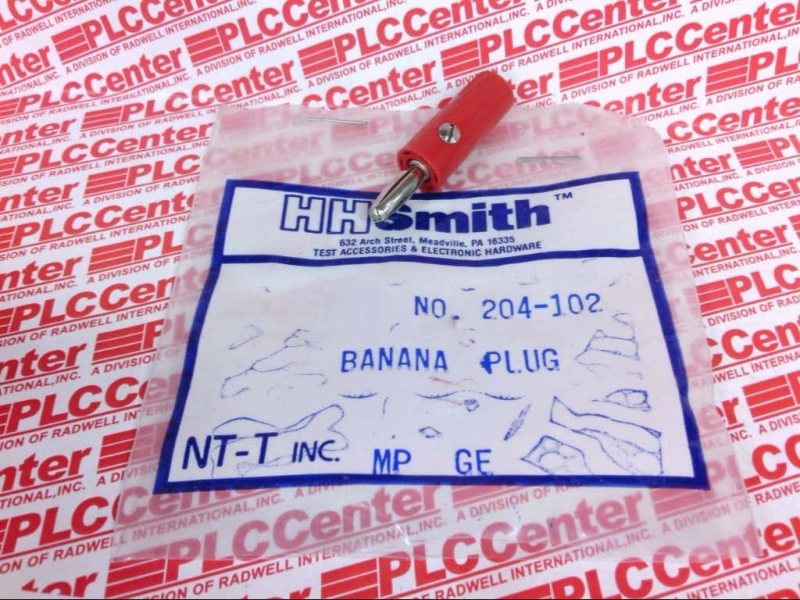 HHSmith™
632 Arch Street, Meadville, PA 16335
TEST ACCESSORIES & ELECTRONIC HARDWARE
NO. 204-102
BANANA PLUG
NT-T INC.
MP GE
PLCCenter
A DIVISION OF RADWELL INTERNATIONAL, INC.